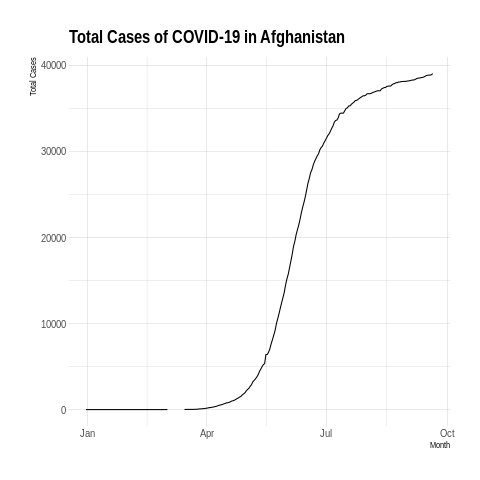 Total Cases of COVID-19 in Afghanistan
Total Cases
40000
30000
20000
10000
0
Jan Apr Jul Oct
Month